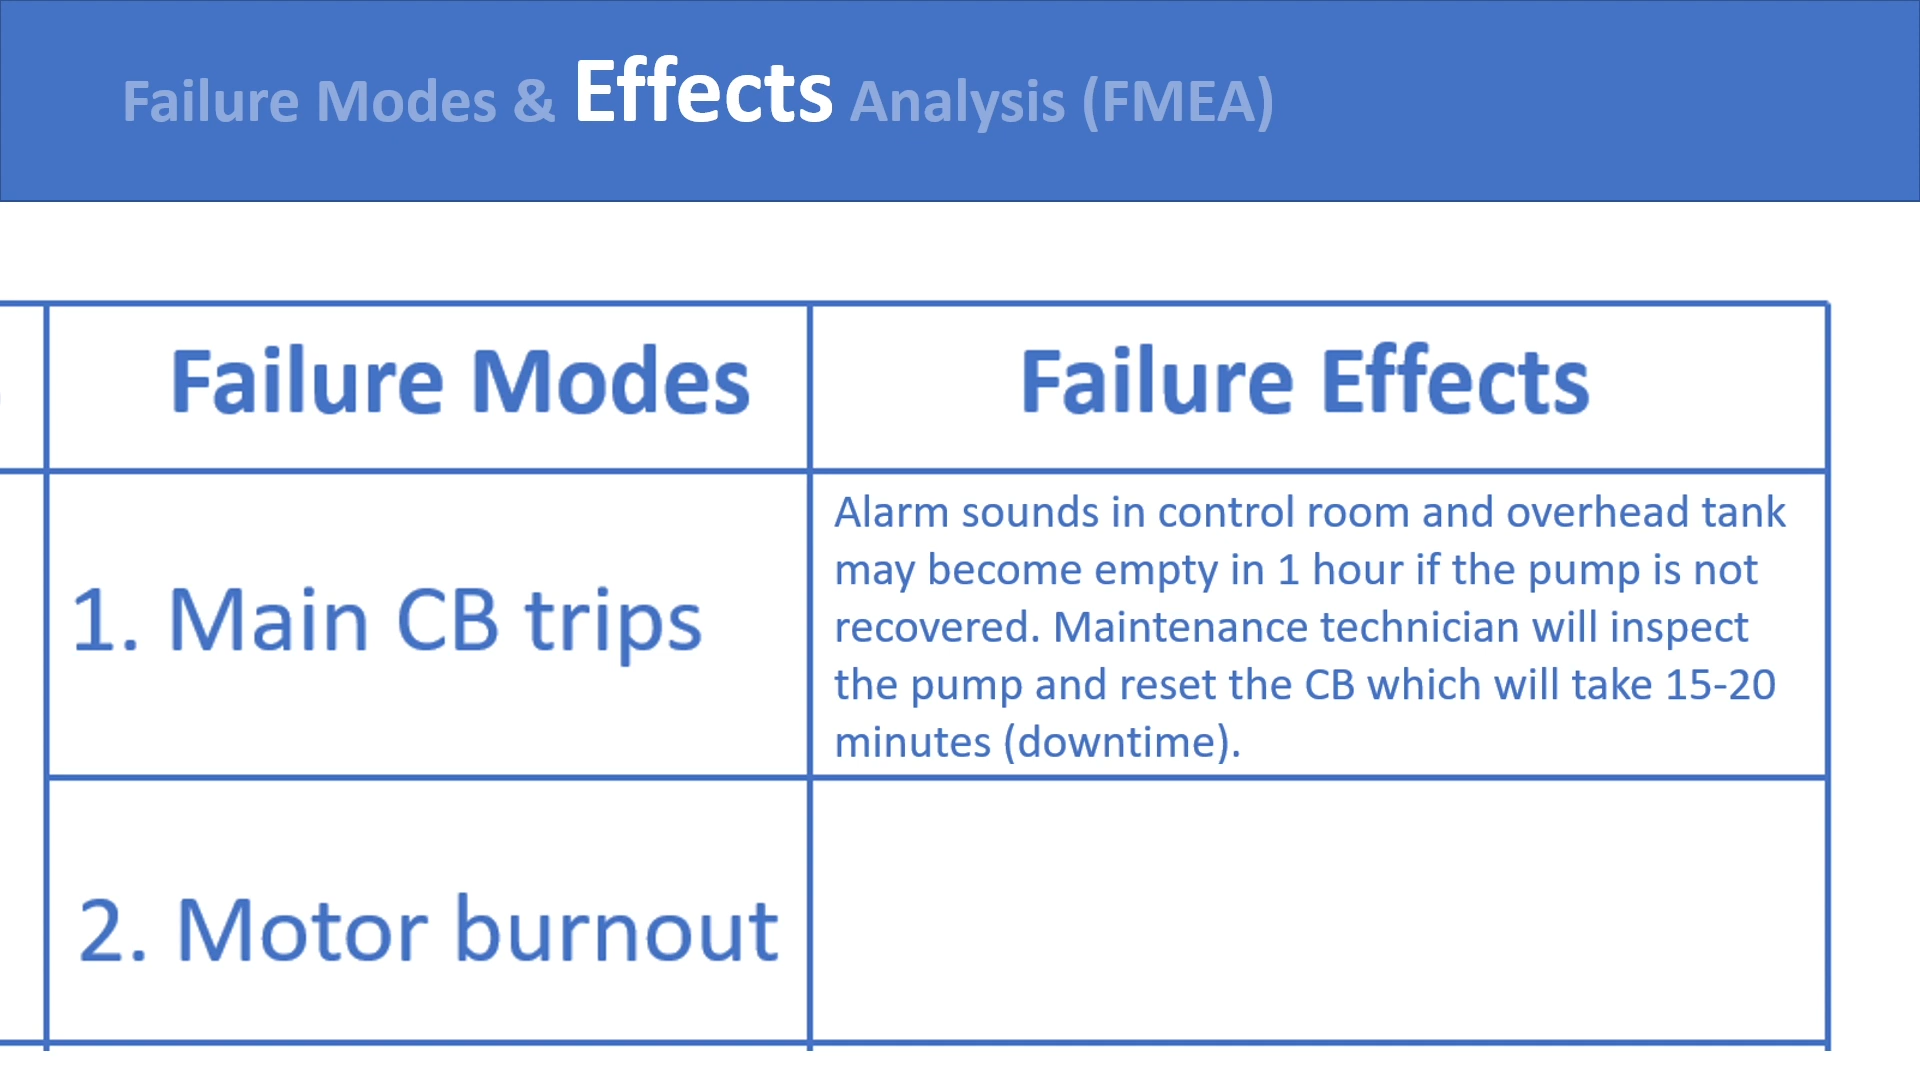 Failure Modes & Effects Analysis (FMEA)
Failure Modes
Failure Effects
1. Main CB trips
Alarm sounds in control room and overhead tank
may become empty in 1 hour if the pump is not
recovered. Maintenance technician will inspect
the pump and reset the CB which will take 15-20
minutes (downtime).
2. Motor burnout